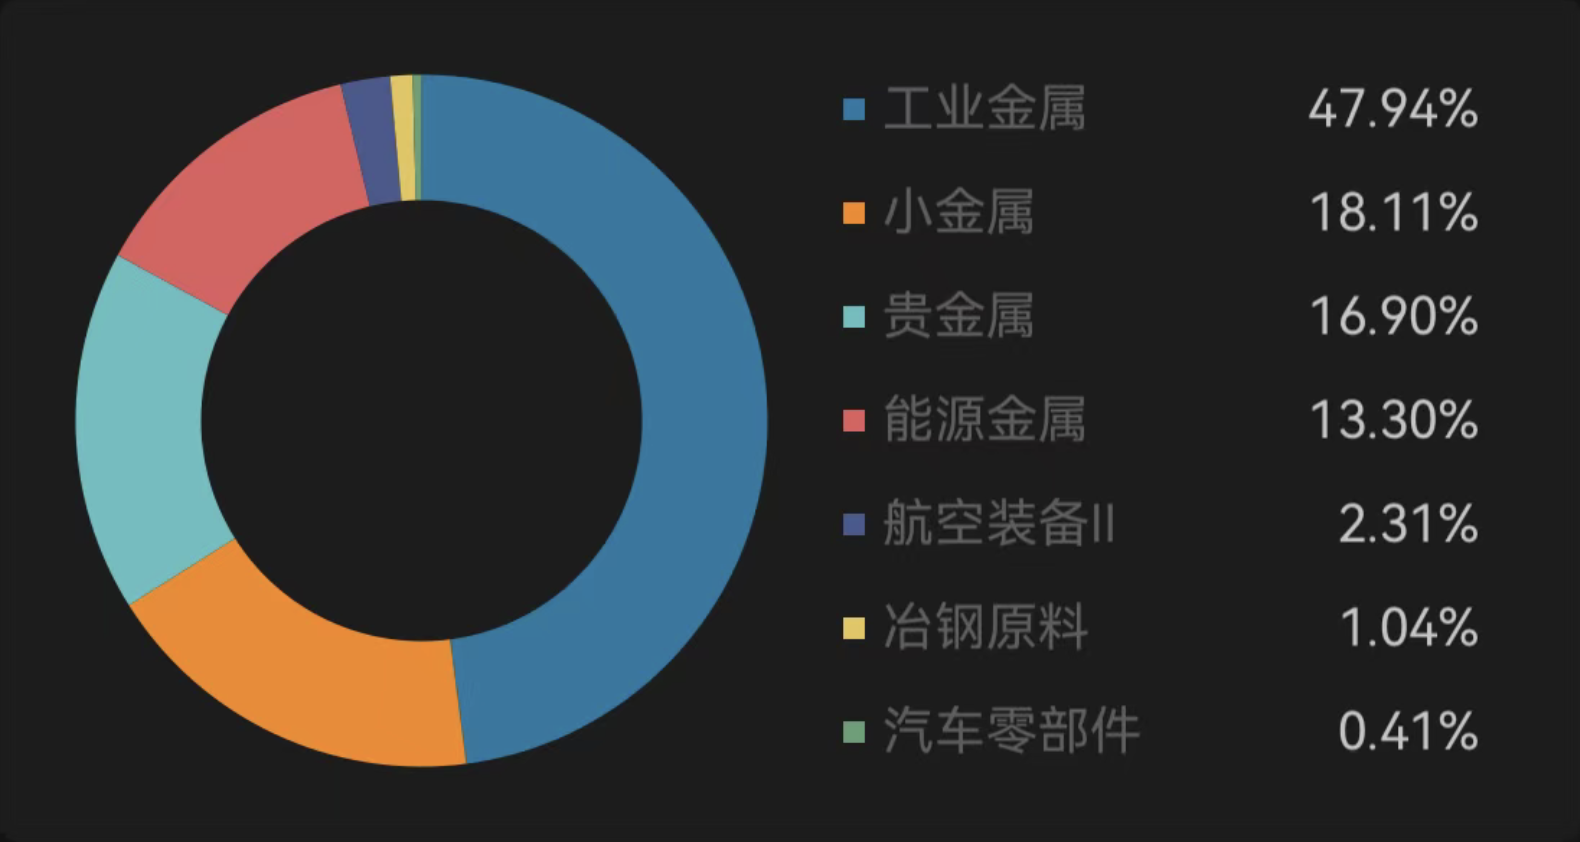 工业金属 47.94%
小金属 18.11%
贵金属 16.90%
能源金属 13.30%
航空装备II 2.31%
冶钢原料 1.04%
汽车零部件 0.41%